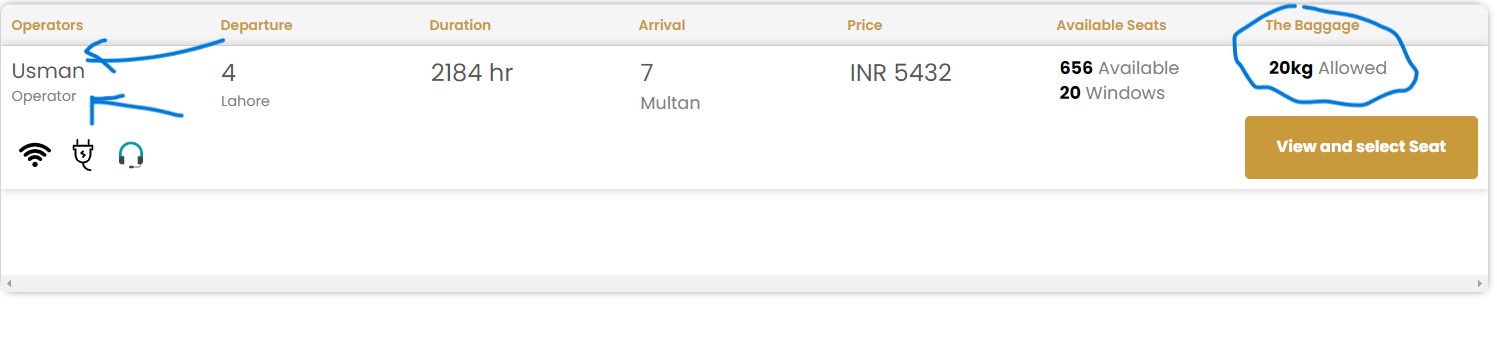 Operators Departure Duration Arrival Price Available Seats The Baggage
Usman 4 2184 hr 7 INR 5432 656 Available 20kg Allowed
Operator Lahore Multan 20 Windows
View and select Seat